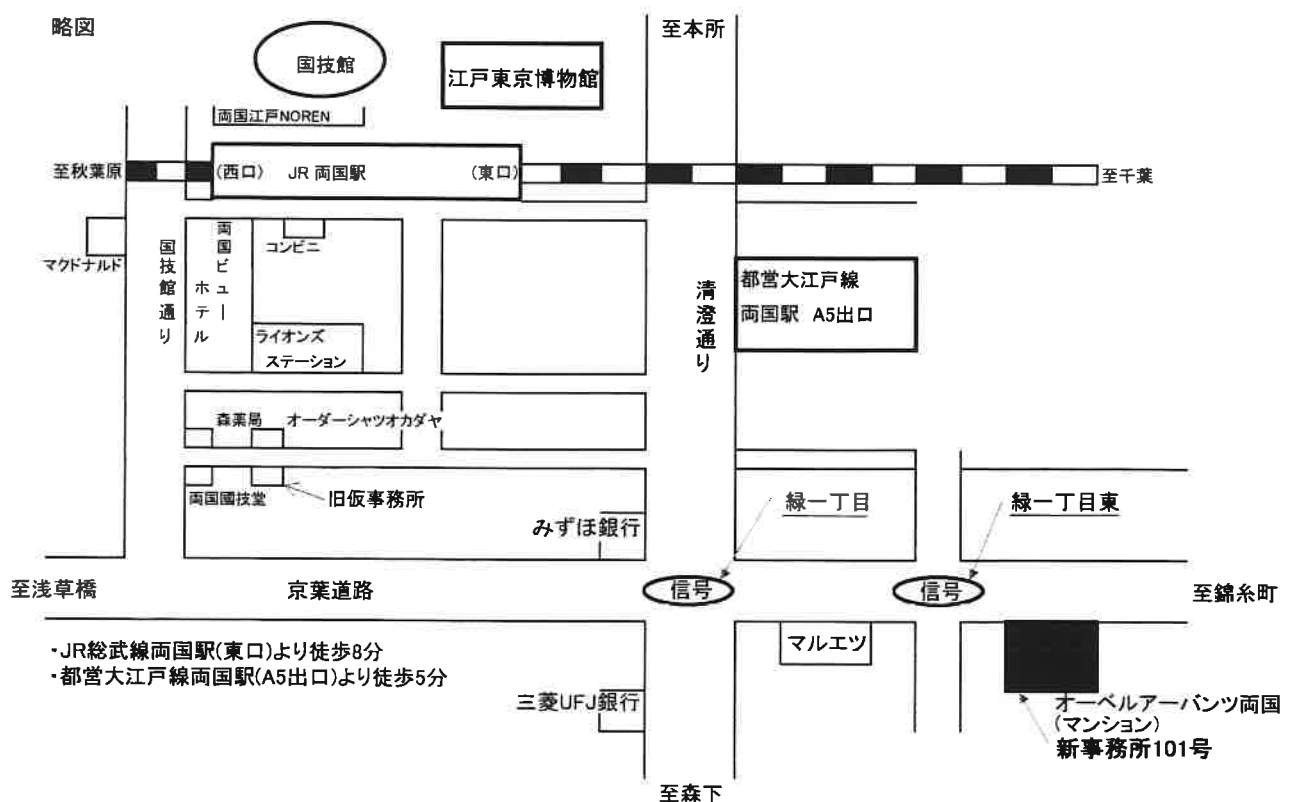 略図
至本所
国技館
江戸東京博物館
両国江戸NOREN
至秋葉原
(西口) JR 両国駅 (東口)
至千葉
マクドナルド
国技館通り
両国ビュー
ホテル
コンビニ
ライオンズ
ステーション
清澄通り
都営大江戸線
両国駅 A5出口
森薬局 オーダーシャツオカダヤ
両国國技堂
旧仮事務所
みずほ銀行
緑一丁目
緑一丁目東
至浅草橋
京葉道路
信号
信号
至錦糸町
・JR総武線両国駅(東口)より徒歩8分
・都営大江戸線両国駅(A5出口)より徒歩5分
マルエツ
三菱UFJ銀行
オーベルアーバンツ両国
(マンション)
新事務所101号
至森下